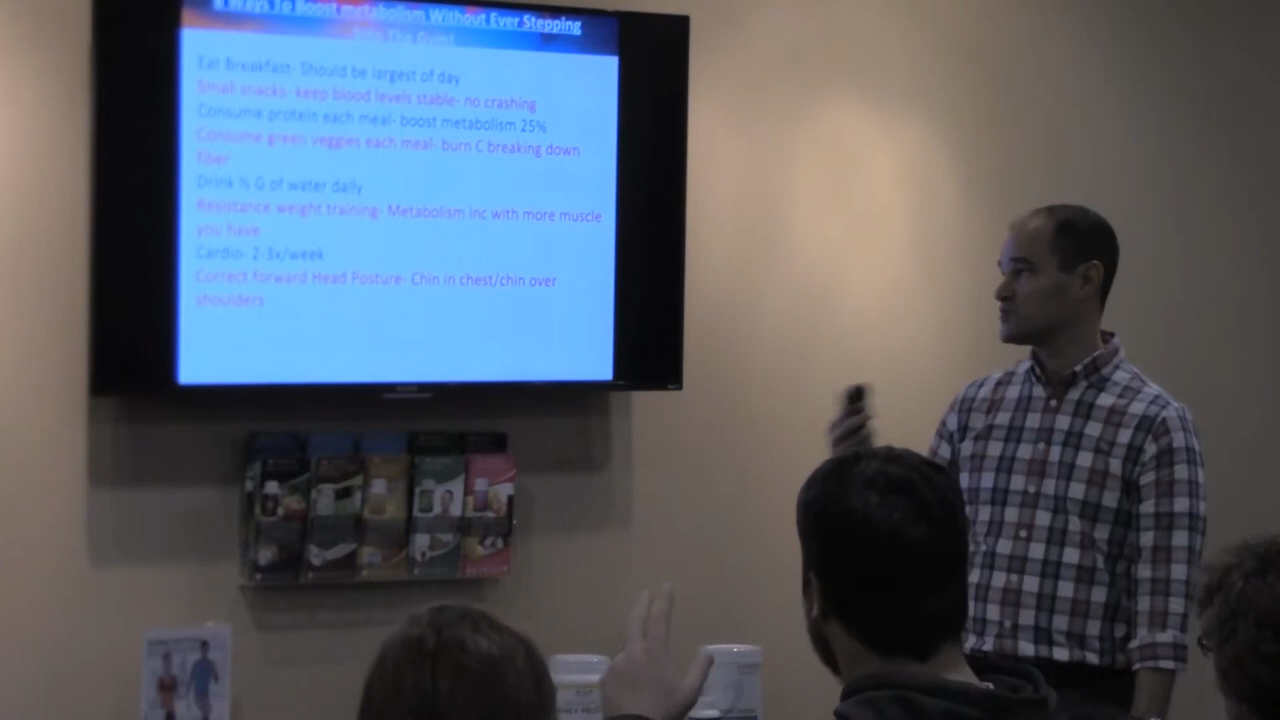 8 Ways To Boost metabolism Without Ever Stepping
Into The Gym!
Eat Breakfast- Should be largest of day
Small snacks- keep blood levels stable- no crashing
Consume protein each meal- boost metabolism 25%
Consume green veggies each meal- burn C breaking down
fiber
Drink ½ G of water daily
Resistance weight training- Metabolism inc with more muscle
you have
Cardio- 2-3x/week
Correct forward Head Posture- Chin in chest/chin over
shoulders